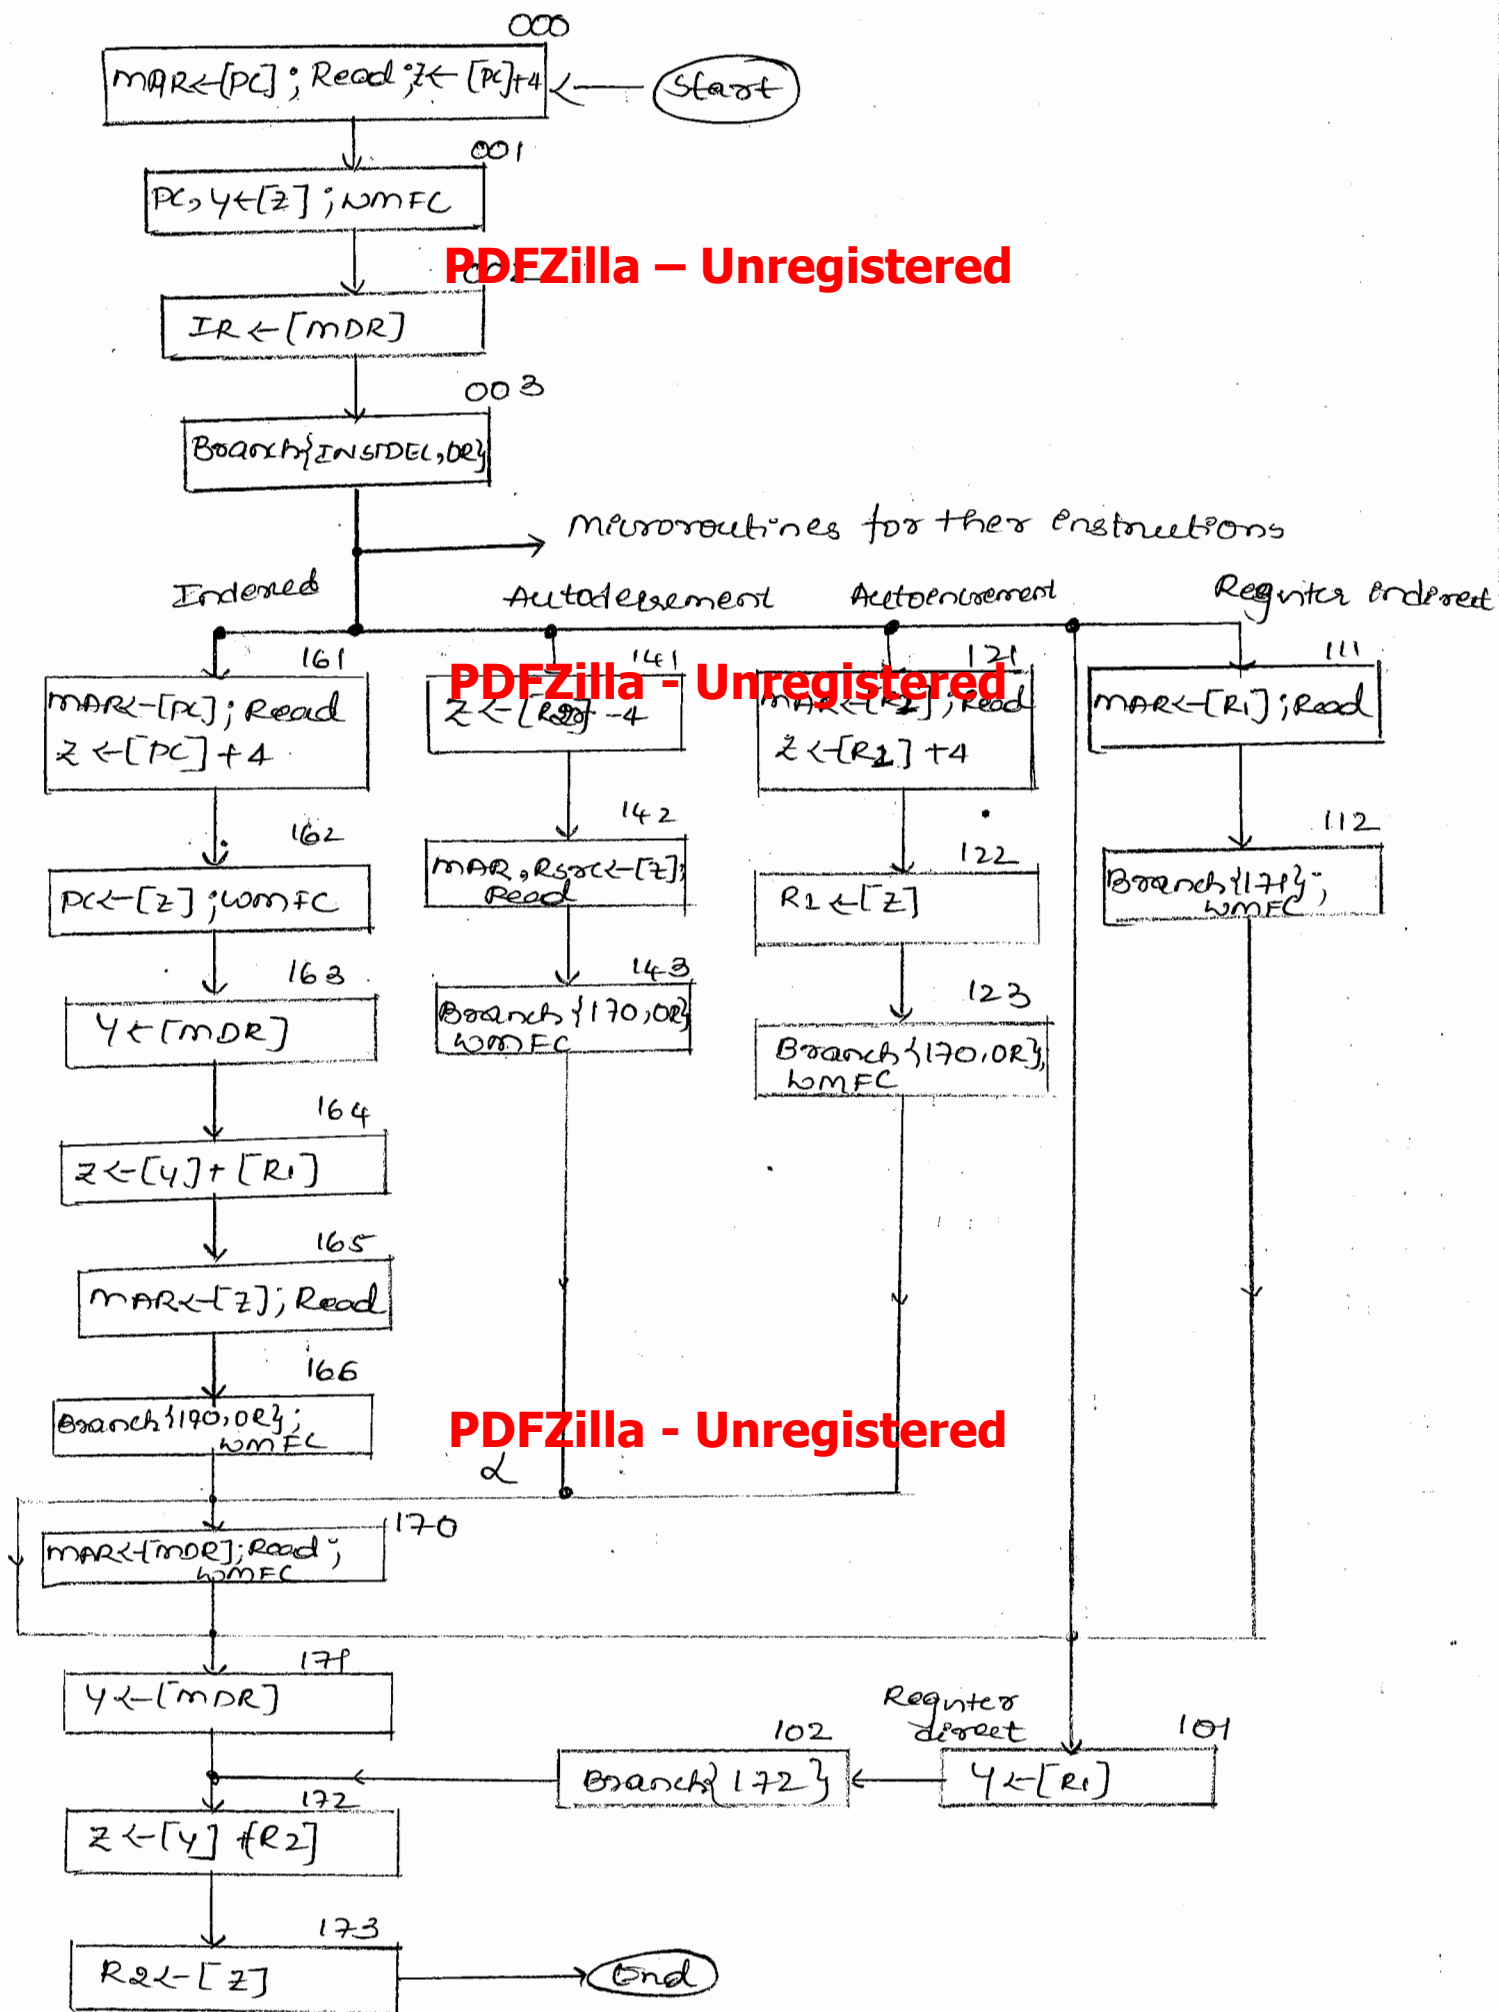 000
MAR←[PC]; Read; Z←[PC]+4
Start
001
PC, Y←[Z]; WMFC
PDFZilla – Unregistered
002
IR←[MDR]
003
Branch{INSTDEC, OR}
Microroutines for ther instructions
Indexed
Autodecrement
Autoincrement
Register indirect
161
141
121
111
PDFZilla - Unregistered
MAR←[PC]; Read
Z←[PC]+4
Z←[] -4
MAR←[R1]; Read
Z←[R1]+4
MAR←[R1]; Read
162
142
122
112
PC←[Z]; WMFC
MAR, Rsrc←[Z];
Read
R1←[Z]
Branch{171};
WMFC
163
143
123
Y←[MDR]
Branch{170, OR}
WMFC
Branch{170, OR},
WMFC
164
Z←[Y]+[R1]
165
MAR←[Z]; Read
166
Branch{170, OR};
WMFC
PDFZilla - Unregistered
α
170
MAR←[MDR]; Read;
WMFC
171
Y←[MDR]
Register
direct
102
101
Branch{172}
Y←[R1]
172
Z←[Y]+[R2]
173
R2←[Z]
End